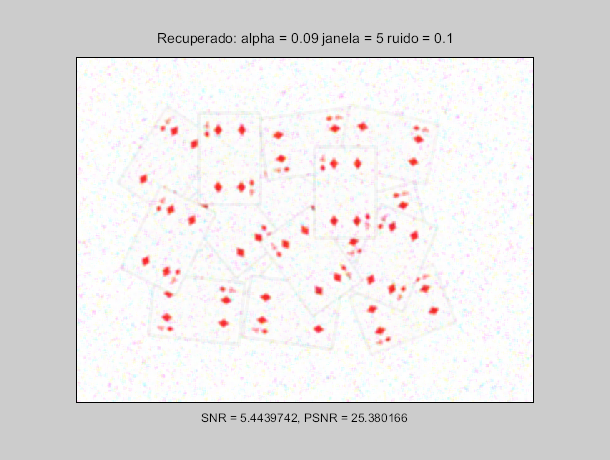 Recuperado: alpha = 0.09 janela = 5 ruido = 0.1
SNR = 5.4439742, PSNR = 25.380166